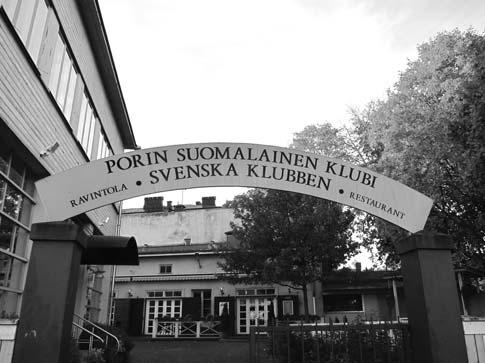 PORIN SUOMALAINEN KLUBI
RAVINTOLA • SVENSKA KLUBBEN • RESTAURANT